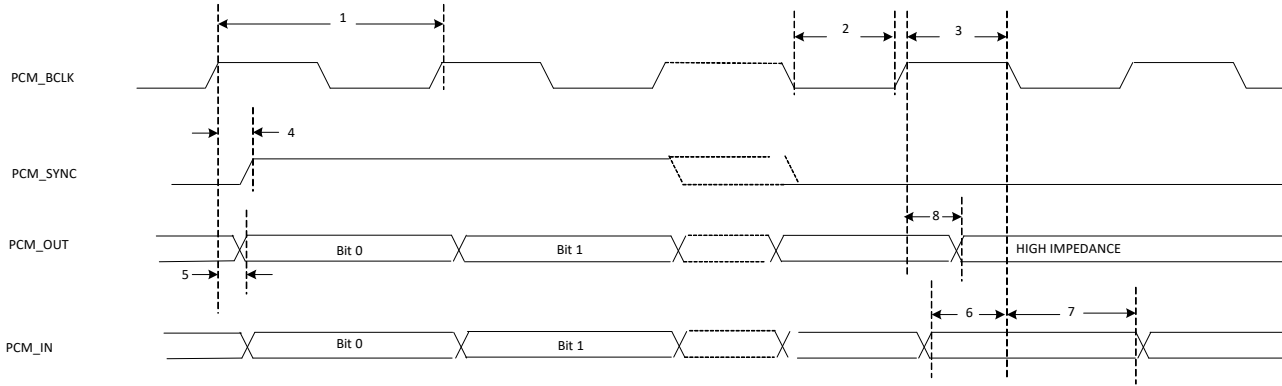 1
2
3
PCM_BCLK
4
PCM_SYNC
8
PCM_OUT
Bit 0
Bit 1
HIGH IMPEDANCE
5
6
7
PCM_IN
Bit 0
Bit 1